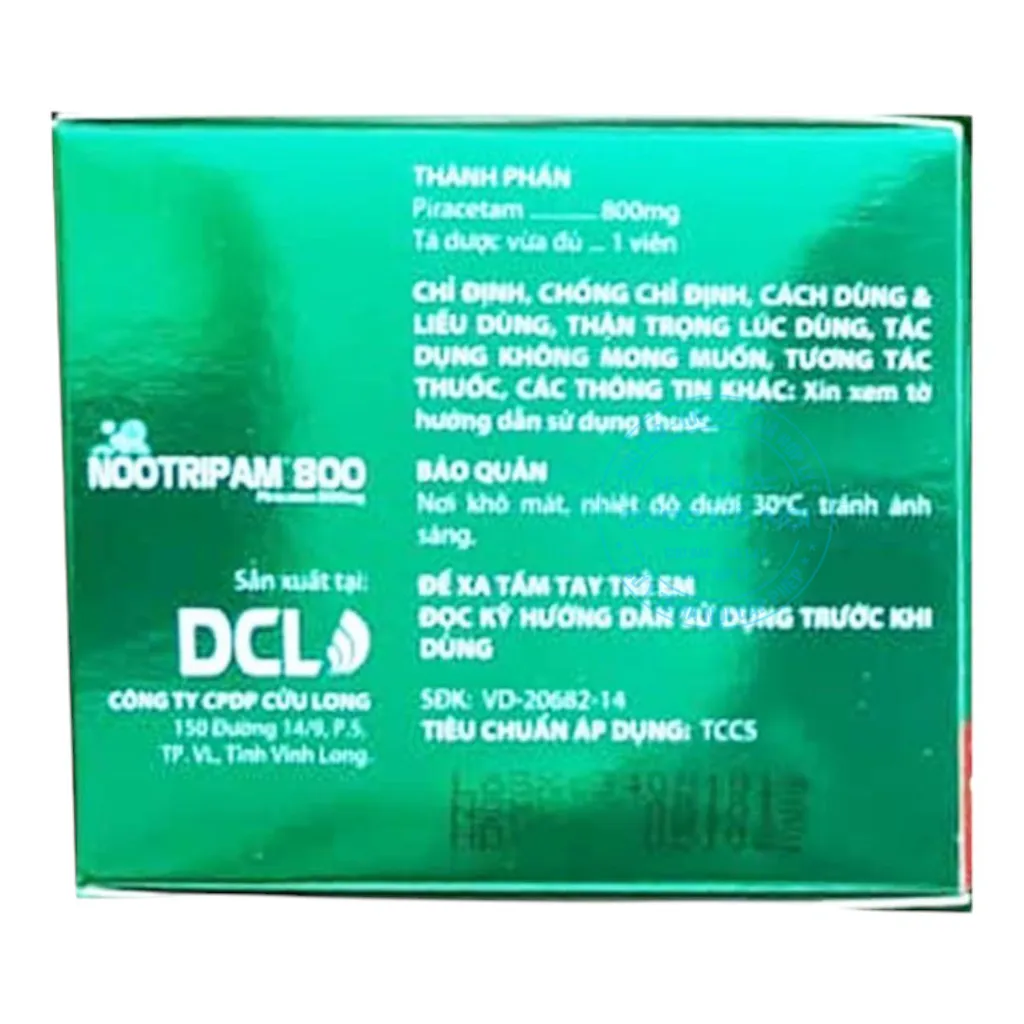 THÀNH PHẦN
Piracetam ............ 800mg
Tá dược vừa đủ ... 1 viên
CHỈ ĐỊNH, CHỐNG CHỈ ĐỊNH, CÁCH DÙNG &
LIỀU DÙNG, THẬN TRỌNG LÚC DÙNG, TÁC
DỤNG KHÔNG MONG MUỐN, TƯƠNG TÁC
THUỐC, CÁC THÔNG TIN KHÁC: Xin xem tờ
hướng dẫn sử dụng thuốc.
BẢO QUẢN
Nơi khô mát, nhiệt độ dưới 30°C, tránh ánh
sáng.
ĐỂ XA TẦM TAY TRẺ EM
ĐỌC KỸ HƯỚNG DẪN SỬ DỤNG TRƯỚC KHI
DÙNG
SĐK: VD-20682-14
TIÊU CHUẨN ÁP DỤNG: TCCS
NOOTRIPAM® 800
Piracetam 800mg
Sản xuất tại:
DCL
CÔNG TY CPDP CỬU LONG
150 Đường 14/9, P.5,
TP. VL, Tỉnh Vĩnh Long.